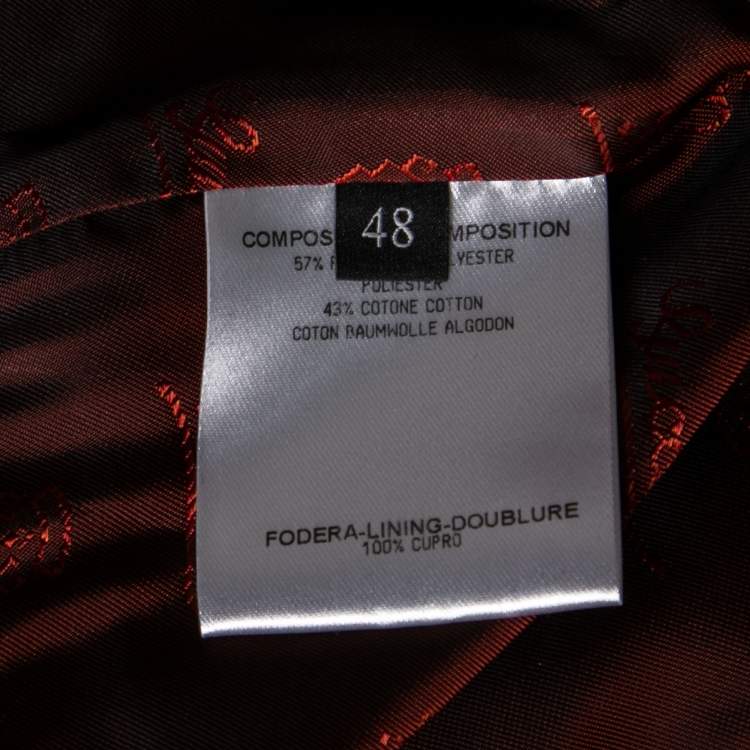 48
COMPOS MPOSITION
57% P LYESTER
POLIESTER
43% COTONE COTTON
COTON BAUMWOLLE ALGODON
FODERA-LINING-DOUBLURE
100% CUPRO